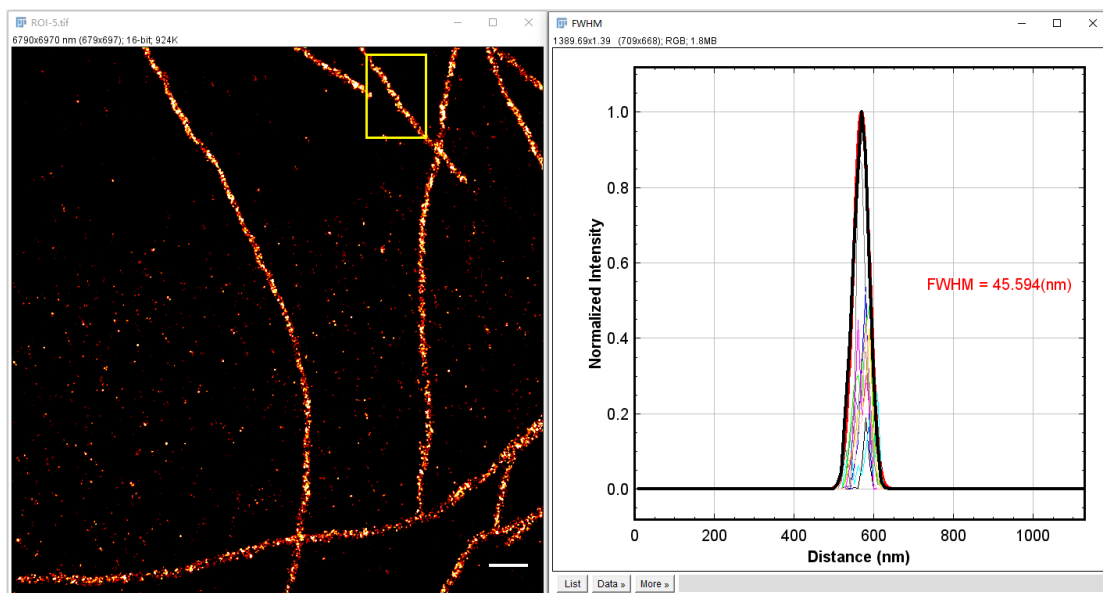 ROI-5.tif
6790x6970 nm (679x697); 16-bit; 924K
FWHM
1389.69x1.39 (709x668); RGB; 1.8MB
1.0
0.8
0.6
0.4
0.2
0.0
Normalized Intensity
FWHM = 45.594(nm)
0 200 400 600 800 1000
Distance (nm)
List Data » More »